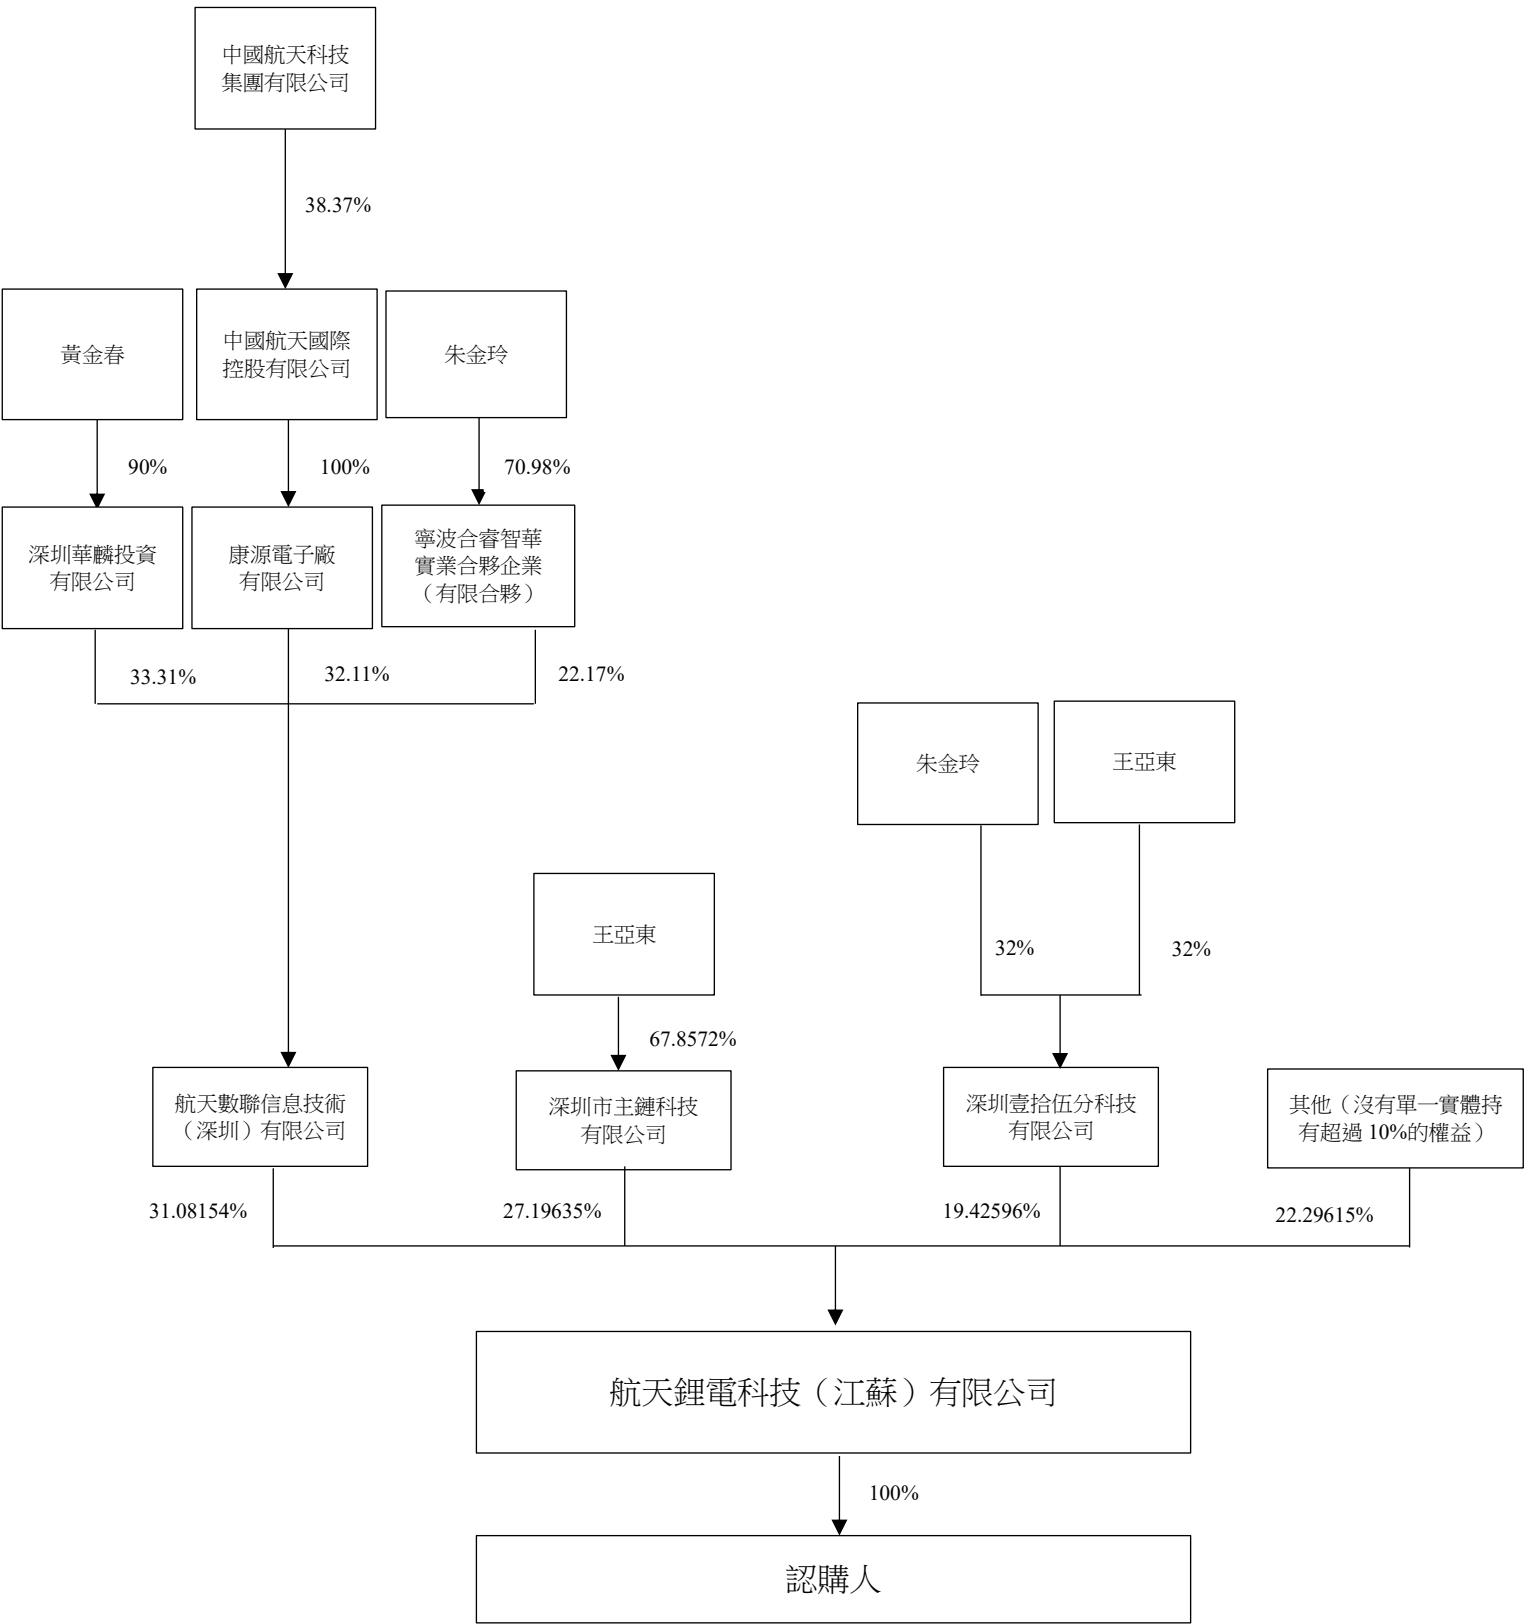 中國航天科技
集團有限公司
38.37%
黃金春
中國航天國際
控股有限公司
朱金玲
90%
100%
70.98%
深圳華麟投資
有限公司
康源電子廠
有限公司
寧波合睿智華
實業合夥企業
（有限合夥）
33.31%
32.11%
22.17%
朱金玲
王亞東
王亞東
32%
32%
67.8572%
航天數聯信息技術
（深圳）有限公司
深圳市主鏈科技
有限公司
深圳壹拾伍分科技
有限公司
其他（沒有單一實體持
有超過 10%的權益）
31.08154%
27.19635%
19.42596%
22.29615%
航天鋰電科技（江蘇）有限公司
100%
認購人